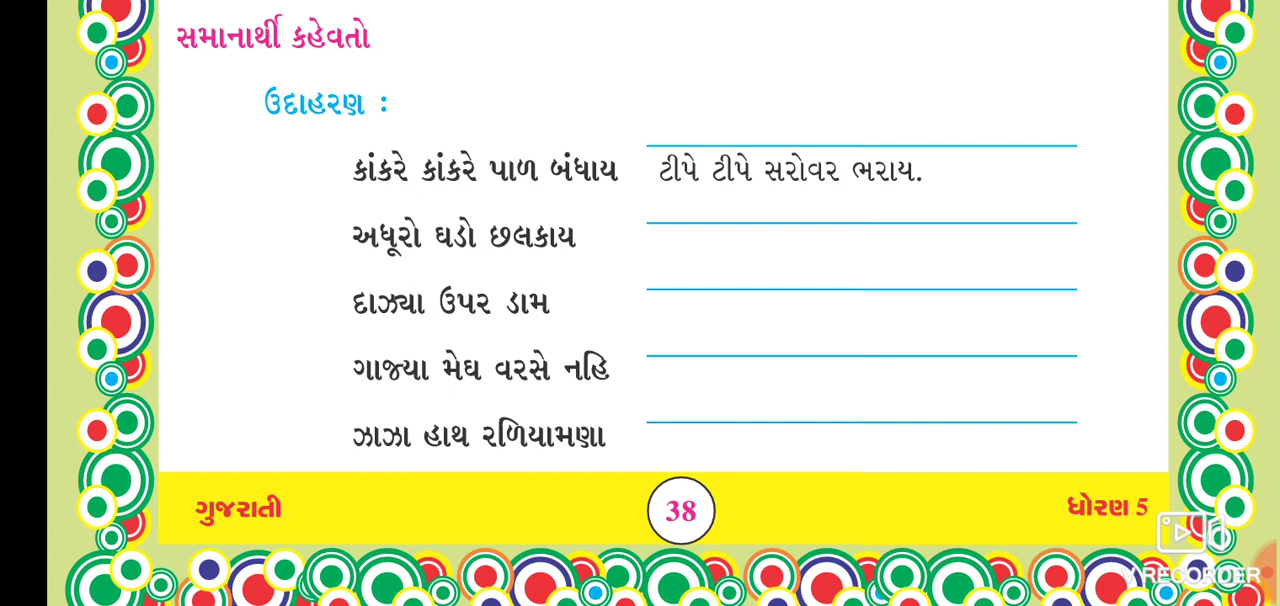 સમાનાર્થી કહેવતો
ઉદાહરણ :
કાંકરે કાંકરે પાળ બંધાય ટીપે ટીપે સરોવર ભરાય.
અધૂરો ઘડો છલકાય
દાઝ્યા ઉપર ડામ
ગાજ્યા મેઘ વરસે નહિ
ઝાઝા હાથ રળિયામણા
ગુજરાતી 38 ધોરણ 5
V RECORDER